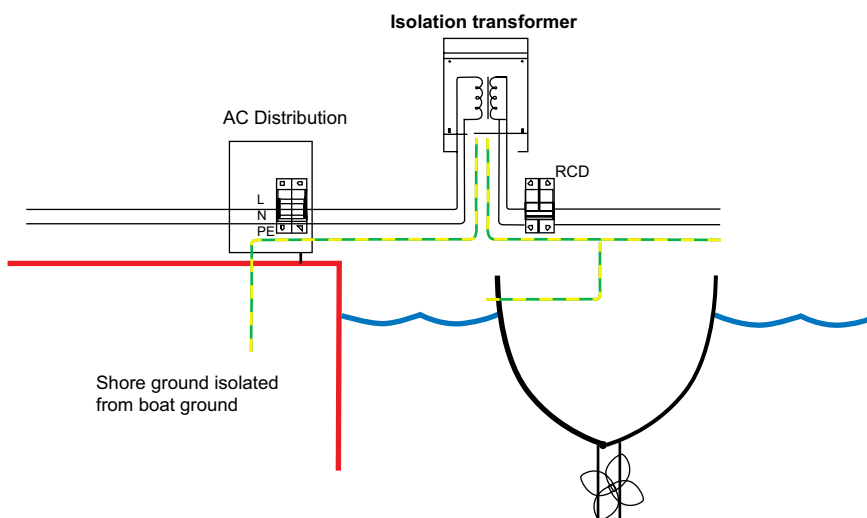 Isolation transformer
AC Distribution
RCD
L
N
PE
Shore ground isolated
from boat ground